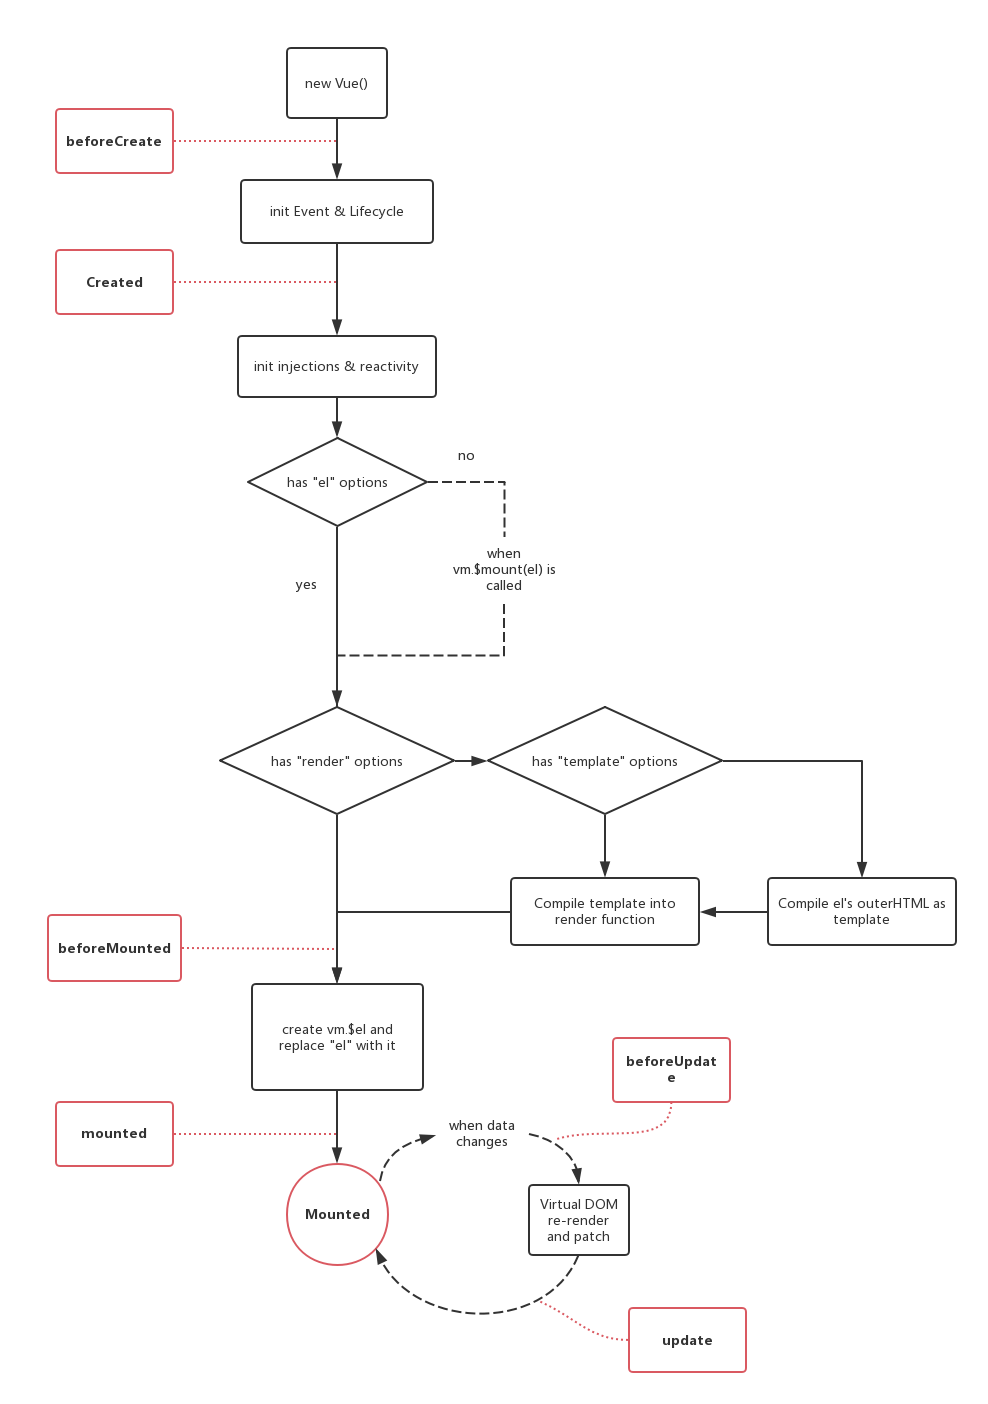 new Vue()
beforeCreate
init Event & Lifecycle
Created
init injections & reactivity
no
has "el" options
when
vm.$mount(el) is
called
yes
has "render" options
has "template" options
Compile template into
render function
Compile el's outerHTML as
template
beforeMounted
create vm.$el and
replace "el" with it
beforeUpdat
e
mounted
when data
changes
Mounted
Virtual DOM
re-render
and patch
update